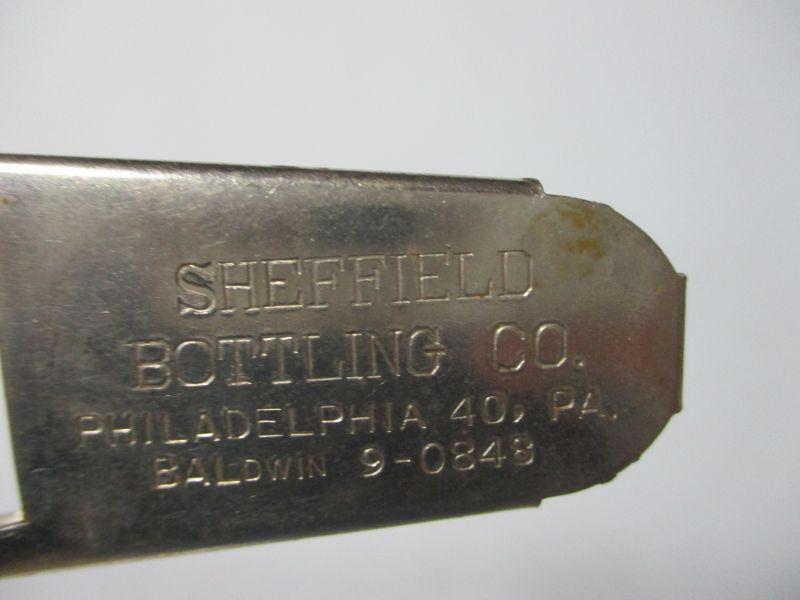 SHEFFIELD
BOTTLING CO.
PHILADELPHIA 40, PA.
BALDWIN 9-0848